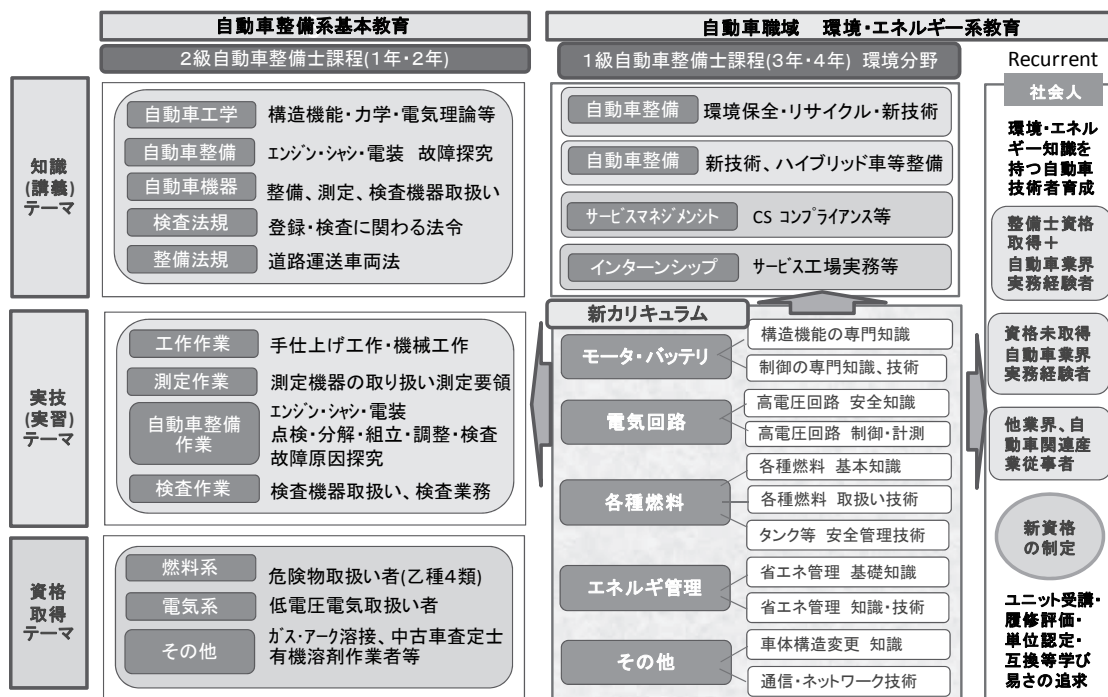 自動車整備系基本教育
2級自動車整備士課程(1年・2年)
知識
(講義)
テーマ
自動車工学 構造機能・力学・電気理論等
自動車整備 エンジン・シャシ・電装 故障探究
自動車機器 整備、測定、検査機器取扱い
検査法規 登録・検査に関わる法令
整備法規 道路運送車両法
実技
(実習)
テーマ
工作作業 手仕上げ工作・機械工作
測定作業 測定機器の取り扱い測定要領
自動車整備
作業
エンジン・シャシ・電装
点検・分解・組立・調整・検査
故障原因探究
検査作業 検査機器取扱い、検査業務
資格
取得
テーマ
燃料系 危険物取扱い者(乙種4類)
電気系 低電圧電気取扱い者
その他
ガス・アーク溶接、中古車査定士
有機溶剤作業者等
自動車職域 環境・エネルギー系教育
1級自動車整備士課程(3年・4年) 環境分野
自動車整備 環境保全・リサイクル・新技術
自動車整備 新技術、ハイブリッド車等整備
サービスマネジメント CS コンプライアンス等
インターンシップ サービス工場実務等
新カリキュラム
モータ・バッテリ
構造機能の専門知識
制御の専門知識、技術
電気回路
高電圧回路 安全知識
高電圧回路 制御・計測
各種燃料
各種燃料 基本知識
各種燃料 取扱い技術
タンク等 安全管理技術
エネルギ管理
省エネ管理 基礎知識
省エネ管理 知識・技術
その他
車体構造変更 知識
通信・ネットワーク技術
Recurrent
社会人
環境・エネル
ギー知識を
持つ自動車
技術者育成
整備士資格
取得＋
自動車業界
実務経験者
資格未取得
自動車業界
実務経験者
他業界、自
動車関連産
業従事者
新資格
の制定
ユニット受講・
履修評価・
単位認定・
互換等学び
易さの追求